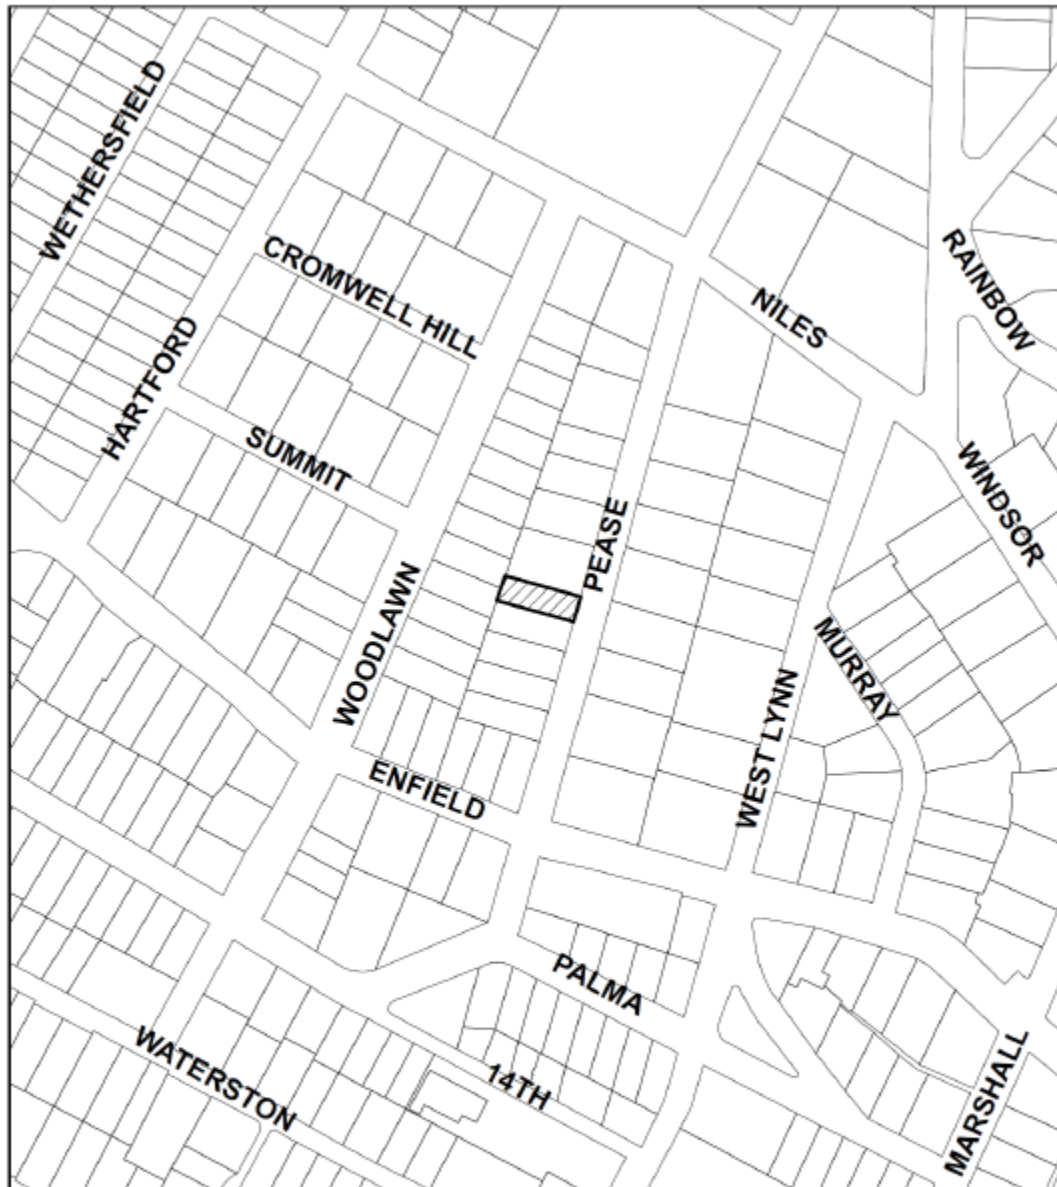 WETHERSFIELD
RAINBOW
CROMWELL HILL
NILES
HARTFORD
SUMMIT
WINDSOR
PEASE
WOODLAWN
MURRAY
WEST LYNN
ENFIELD
PALMA
14TH
WATERSTON
MARSHALL